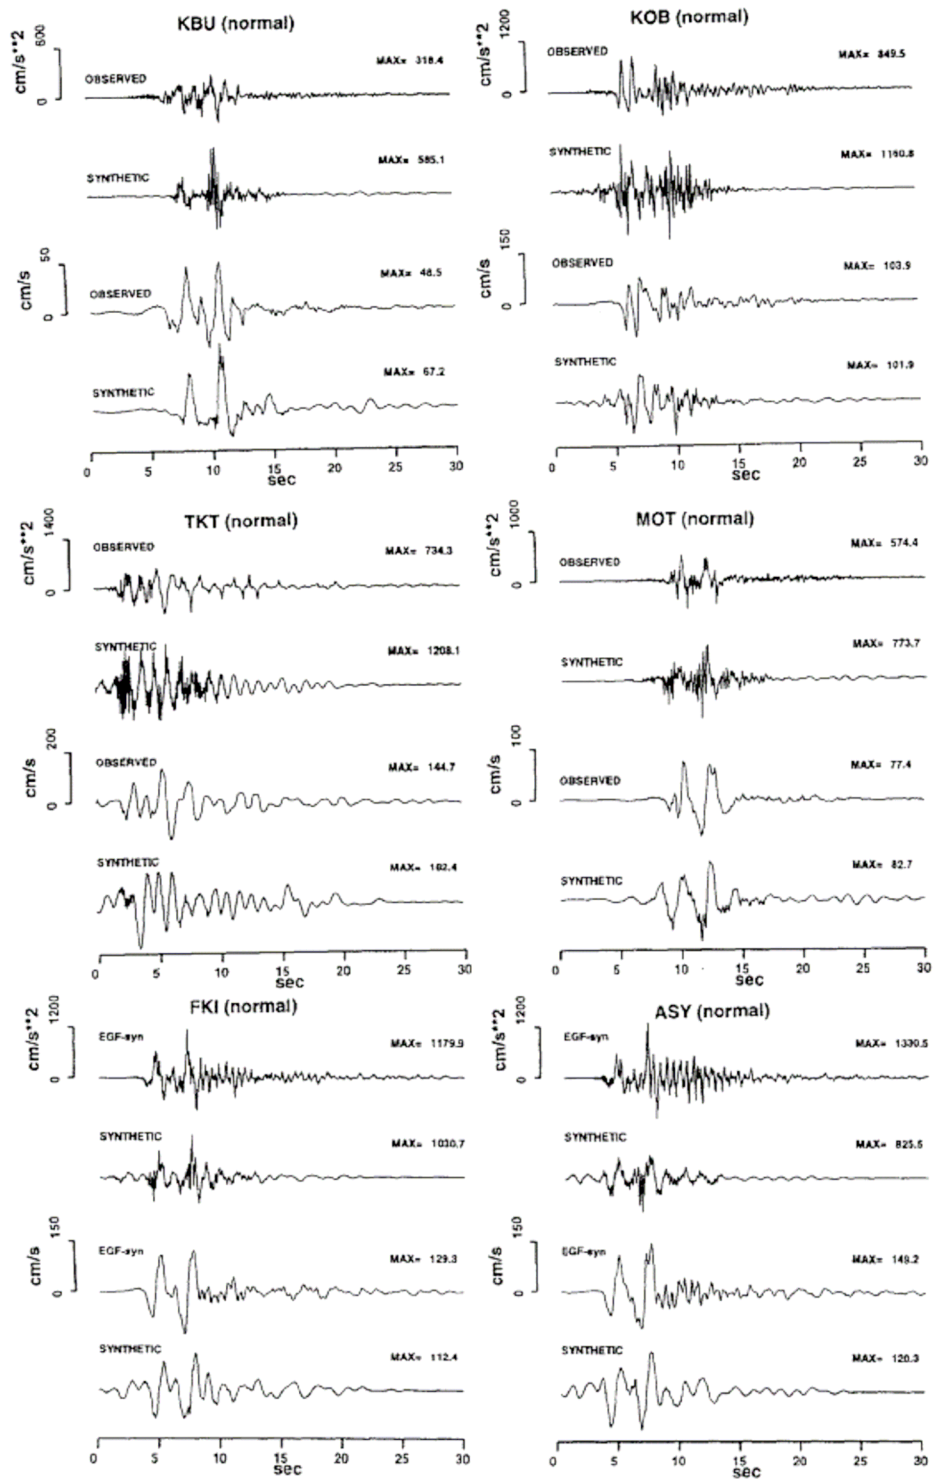 KBU (normal)
cm/s**2
0 600
OBSERVED
MAX= 318.4
SYNTHETIC
MAX= 585.1
cm/s
0 50
OBSERVED
MAX= 48.5
SYNTHETIC
MAX= 67.2
0 5 10 15 20 25 30
sec
KOB (normal)
cm/s**2
0 1200
OBSERVED
MAX= 849.5
SYNTHETIC
MAX= 1160.8
cm/s
0 150
OBSERVED
MAX= 103.9
SYNTHETIC
MAX= 101.9
0 5 10 15 20 25 30
sec
TKT (normal)
cm/s**2
0 1400
OBSERVED
MAX= 734.3
SYNTHETIC
MAX= 1208.1
cm/s
0 200
OBSERVED
MAX= 144.7
SYNTHETIC
MAX= 162.4
0 5 10 15 20 25 30
sec
MOT (normal)
cm/s**2
0 1000
OBSERVED
MAX= 574.4
SYNTHETIC
MAX= 773.7
cm/s
0 100
OBSERVED
MAX= 77.4
SYNTHETIC
MAX= 82.7
0 5 10 15 20 25 30
sec
FKI (normal)
cm/s**2
0 1200
EGF-syn
MAX= 1179.9
SYNTHETIC
MAX= 1030.7
cm/s
0 150
EGF-syn
MAX= 129.3
SYNTHETIC
MAX= 112.4
0 5 10 15 20 25 30
sec
ASY (normal)
cm/s**2
0 1200
EGF-syn
MAX= 1330.5
SYNTHETIC
MAX= 825.5
cm/s
0 150
EGF-syn
MAX= 149.2
SYNTHETIC
MAX= 120.3
0 5 10 15 20 25 30
sec